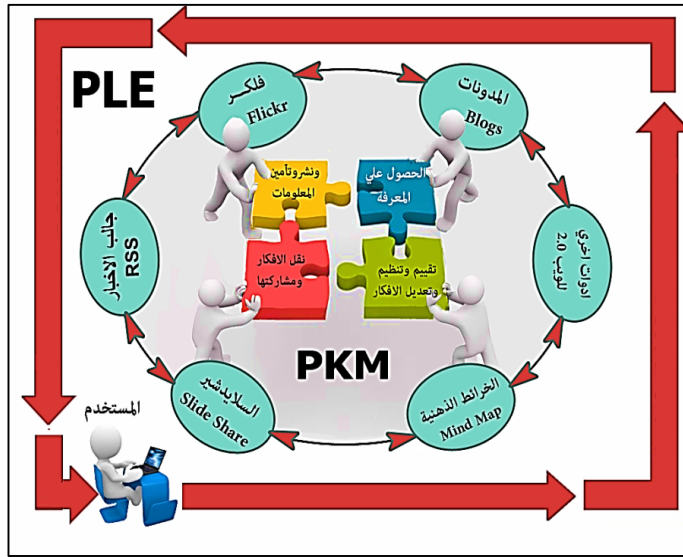 PLE
فلكـــر
Flickr
المدونات
Blogs
ونشروتأمين
المعلومات
الحصول علي
المعرفة
جالب الاخبار
RSS
نقل الافكار
ومشاركتها
تقييم وتنظيم
وتعديل الافكار
ادوات اخري
للويب 2.0
PKM
السلايدشير
Slide Share
الخرائط الذهنية
Mind Map
المستخدم